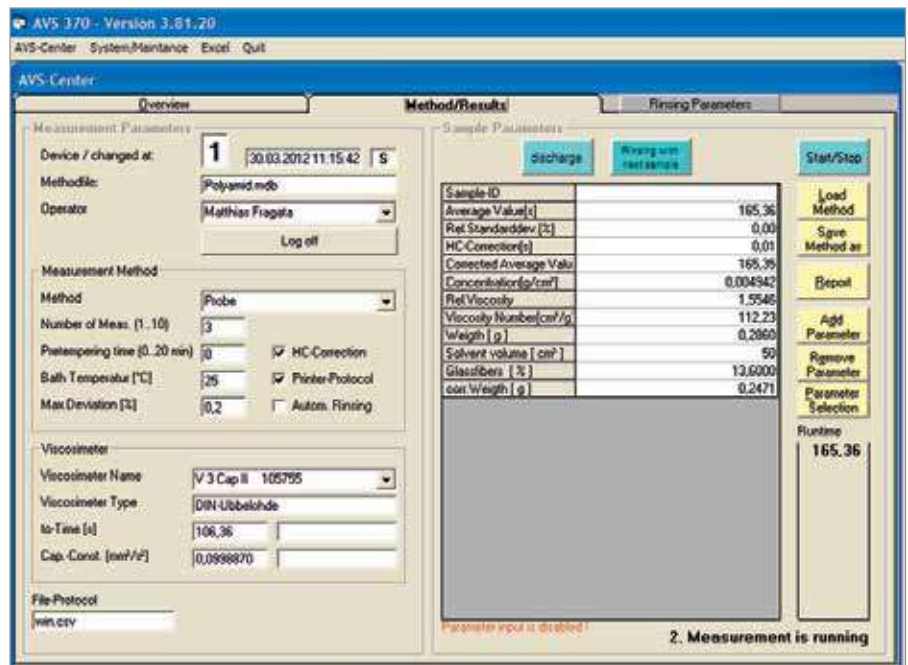 AVS 370 - Version 3.81.20
AVS-Center System/Maintance Excel Quit
AVS-Center
Overview Method/Results Rinsing Parameters
Measurement Parameters
Device / changed at: 1 30.03.2012 11:15:42 S
Methodfile: Polyamid.mdb
Operator Matthias Fragata
Log off
Measurement Method
Method Probe
Number of Meas. (1..10) 3
Pretempering time (0..20 min) 0 HC-Correction
Bath Temperatur [°C] 25 Printer-Protocol
Max.Deviation [%] 0,2 Autom. Rinsing
Viscosimeter
Viscosimeter Name V 3 Cap II 105755
Viscosimeter Type DIN-Ubbelohde
to-Time [s] 106,36
Cap.-Const. [mm²/s²] 0,0998870
File-Protocol
win.csv
Sample Parameters
discharge Rinsing with next sample
Sample-ID
Average Value[s] 165,36
Rel.Standarddev.[%] 0,00
HC-Correction[s] 0,01
Corrected Average Valu 165,35
Concentration[g/cm³] 0,004942
Rel.Viscosity 1,5546
Viscosity Number[cm³/g 112,23
Weigth [ g ] 0,2860
Solvent volume [ cm³ ] 50
Glassfibers [ % ] 13,6000
corr.Weigth [ g ] 0,2471
Parameter input is disabled !
Start/Stop
Load
Method
Save
Method as
Report
Add
Parameter
Remove
Parameter
Parameter
Selection
Runtime
165.36
2. Measurement is running